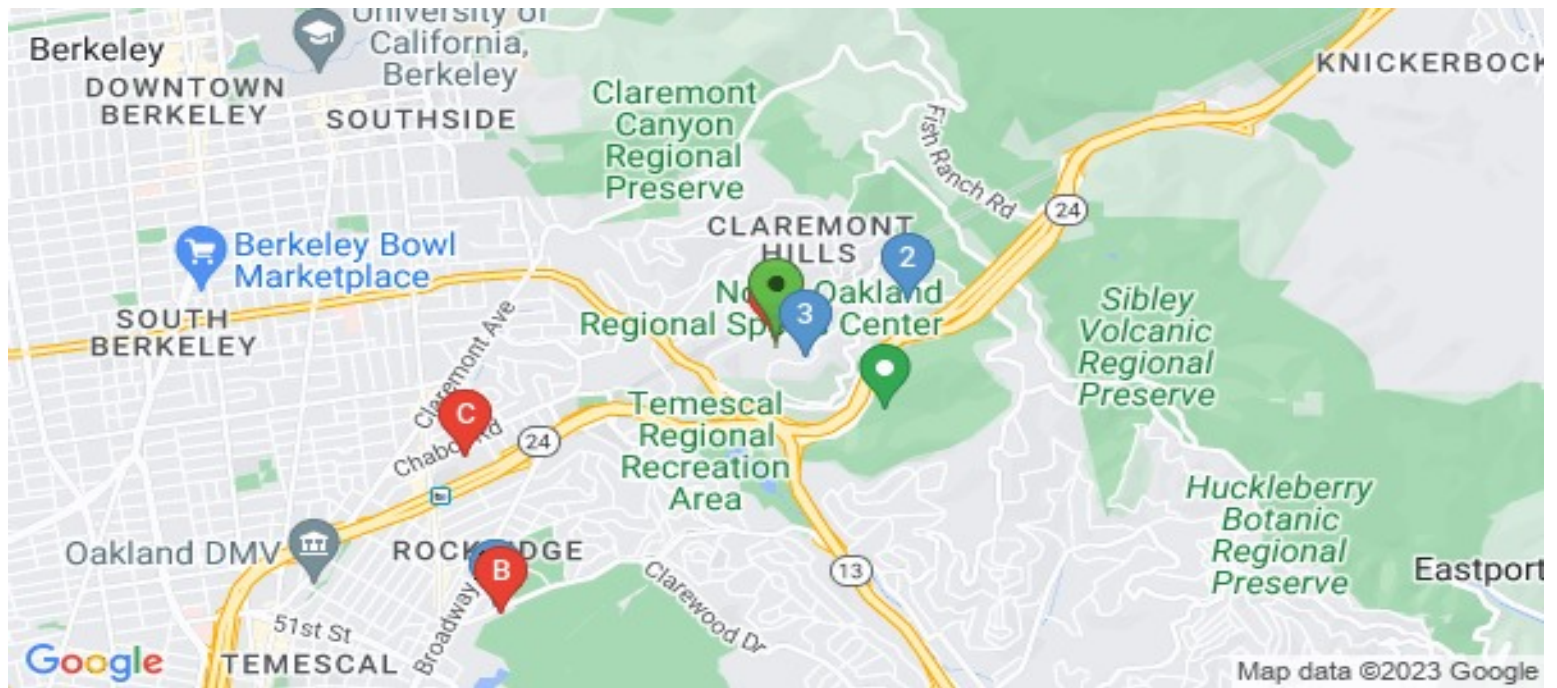 University of
California,
Berkeley
Berkeley
DOWNTOWN
BERKELEY
SOUTHSIDE
KNICKERBOCK
Claremont
Canyon
Regional
Preserve
Fish Ranch Rd
24
CLAREMONT
HILLS
2
Berkeley Bowl
Marketplace
Oakland
Regional Center
3
SOUTH
BERKELEY
Sibley
Volcanic
Regional
Preserve
Claremont Ave
C
Chabot Rd
24
Temescal
Regional
Recreation
Area
Huckleberry
Botanic
Regional
Preserve
Oakland DMV
ROCKRIDGE
B
13
Eastport
Clarewood Dr
Broadway
51st St
TEMESCAL
Google
Map data ©2023 Google